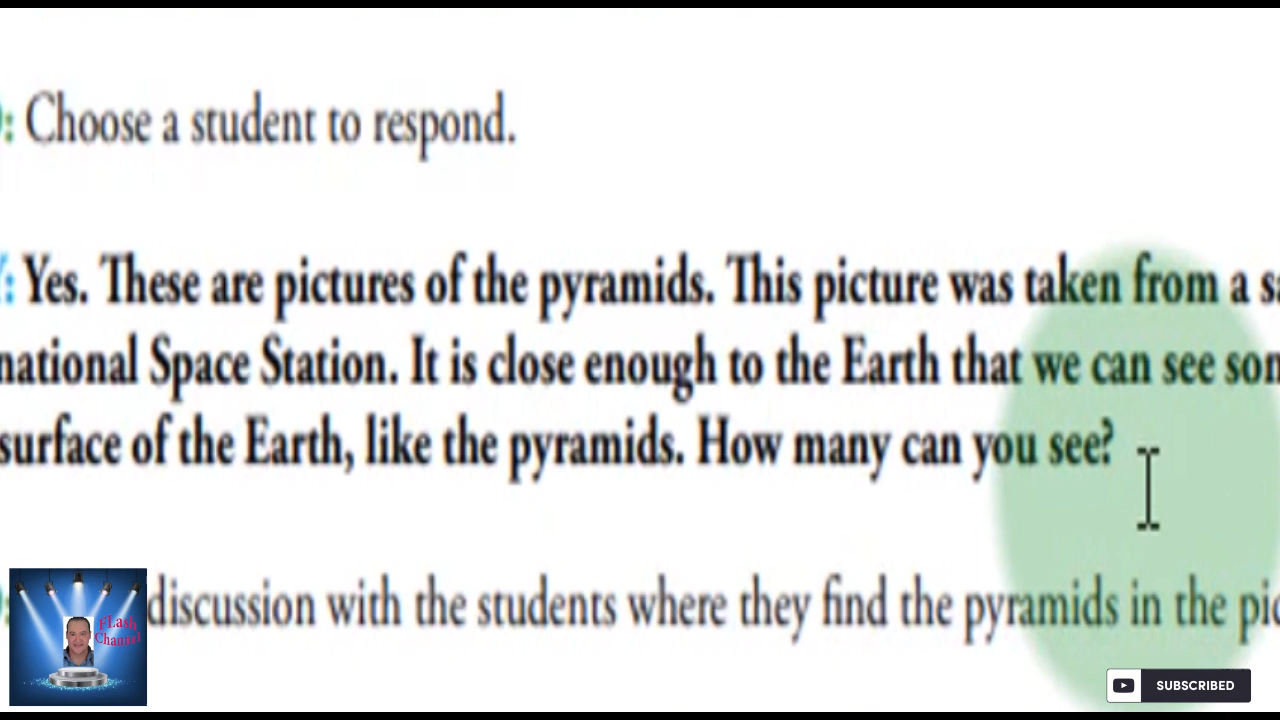 : Choose a student to respond.
: Yes. These are pictures of the pyramids. This picture was taken from a
national Space Station. It is close enough to the Earth that we can see
surface of the Earth, like the pyramids. How many can you see?
discussion with the students where they find the pyramids in the
FLash
Channel
SUBSCRIBED